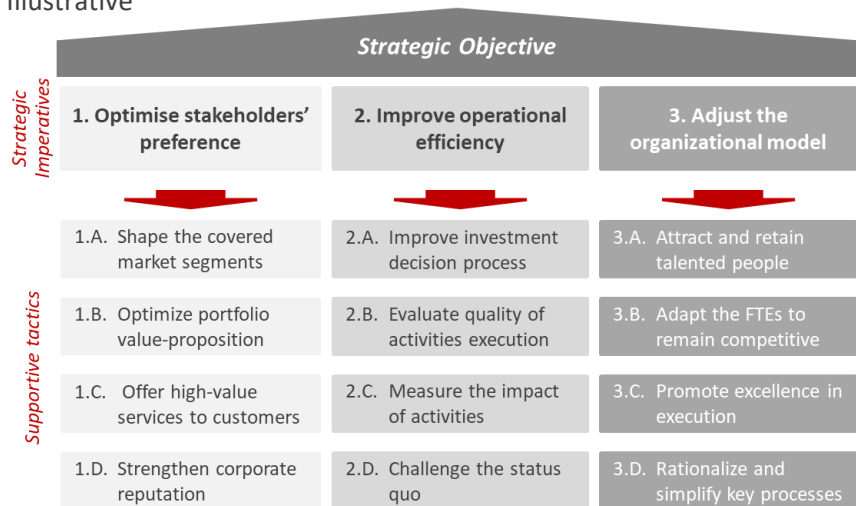 Illustrative
Strategic Objective
Strategic
Imperatives
1. Optimise stakeholders’
preference
2. Improve operational
efficiency
3. Adjust the
organizational model
Supportive tactics
1.A. Shape the covered
market segments
2.A. Improve investment
decision process
3.A. Attract and retain
talented people
1.B. Optimize portfolio
value-proposition
2.B. Evaluate quality of
activities execution
3.B. Adapt the FTEs to
remain competitive
1.C. Offer high-value
services to customers
2.C. Measure the impact
of activities
3.C. Promote excellence in
execution
1.D. Strengthen corporate
reputation
2.D. Challenge the status
quo
3.D. Rationalize and
simplify key processes